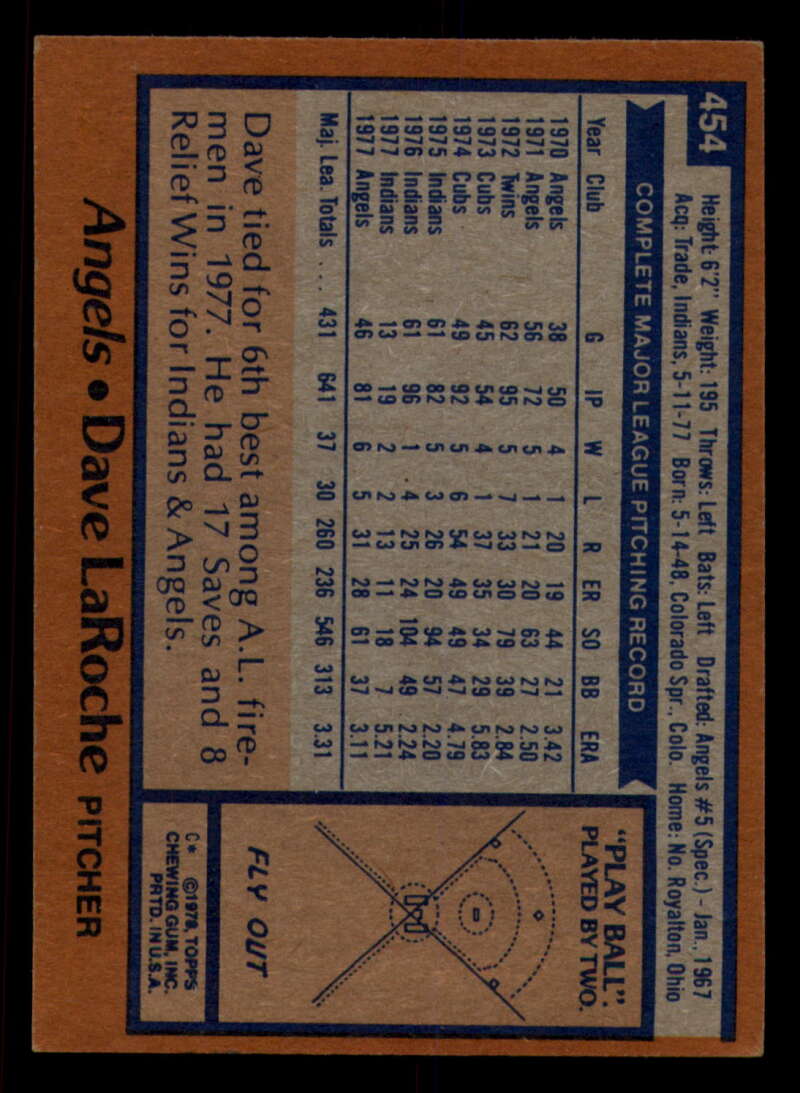 454
Height: 6'2" Weight: 195 Throws: Left Bats: Left Drafted: Angels #5 (Spec.) - Jan., 1967
Acq: Trade, Indians, 5-11-77 Born: 5-14-48, Colorado Spr., Colo. Home: No. Royalton, Ohio
COMPLETE MAJOR LEAGUE PITCHING RECORD
Year Club G IP W L R ER SO BB ERA
1970 Angels 38 50 4 1 20 19 44 21 3.42
1971 Angels 56 72 5 1 21 20 63 27 2.50
1972 Twins 62 95 5 7 33 30 79 39 2.84
1973 Cubs 45 54 4 1 37 35 34 29 5.83
1974 Cubs 49 92 5 6 54 49 49 47 4.79
1975 Indians 61 82 5 3 26 20 94 57 2.20
1976 Indians 61 96 1 4 25 24 104 49 2.24
1977 Indians 13 19 2 2 13 11 18 7 5.21
1977 Angels 46 81 6 5 31 28 61 37 3.11
Maj. Lea. Totals ... 431 641 37 30 260 236 546 313 3.31
Dave tied for 6th best among A.L. fire-
men in 1977. He had 17 Saves and 8
Relief Wins for Indians & Angels.
"PLAY BALL".
PLAYED BY TWO.
FLY OUT
C* ©1978, TOPPS
CHEWING GUM, INC.
PRTD. IN U.S.A.
Angels • Dave LaRoche PITCHER